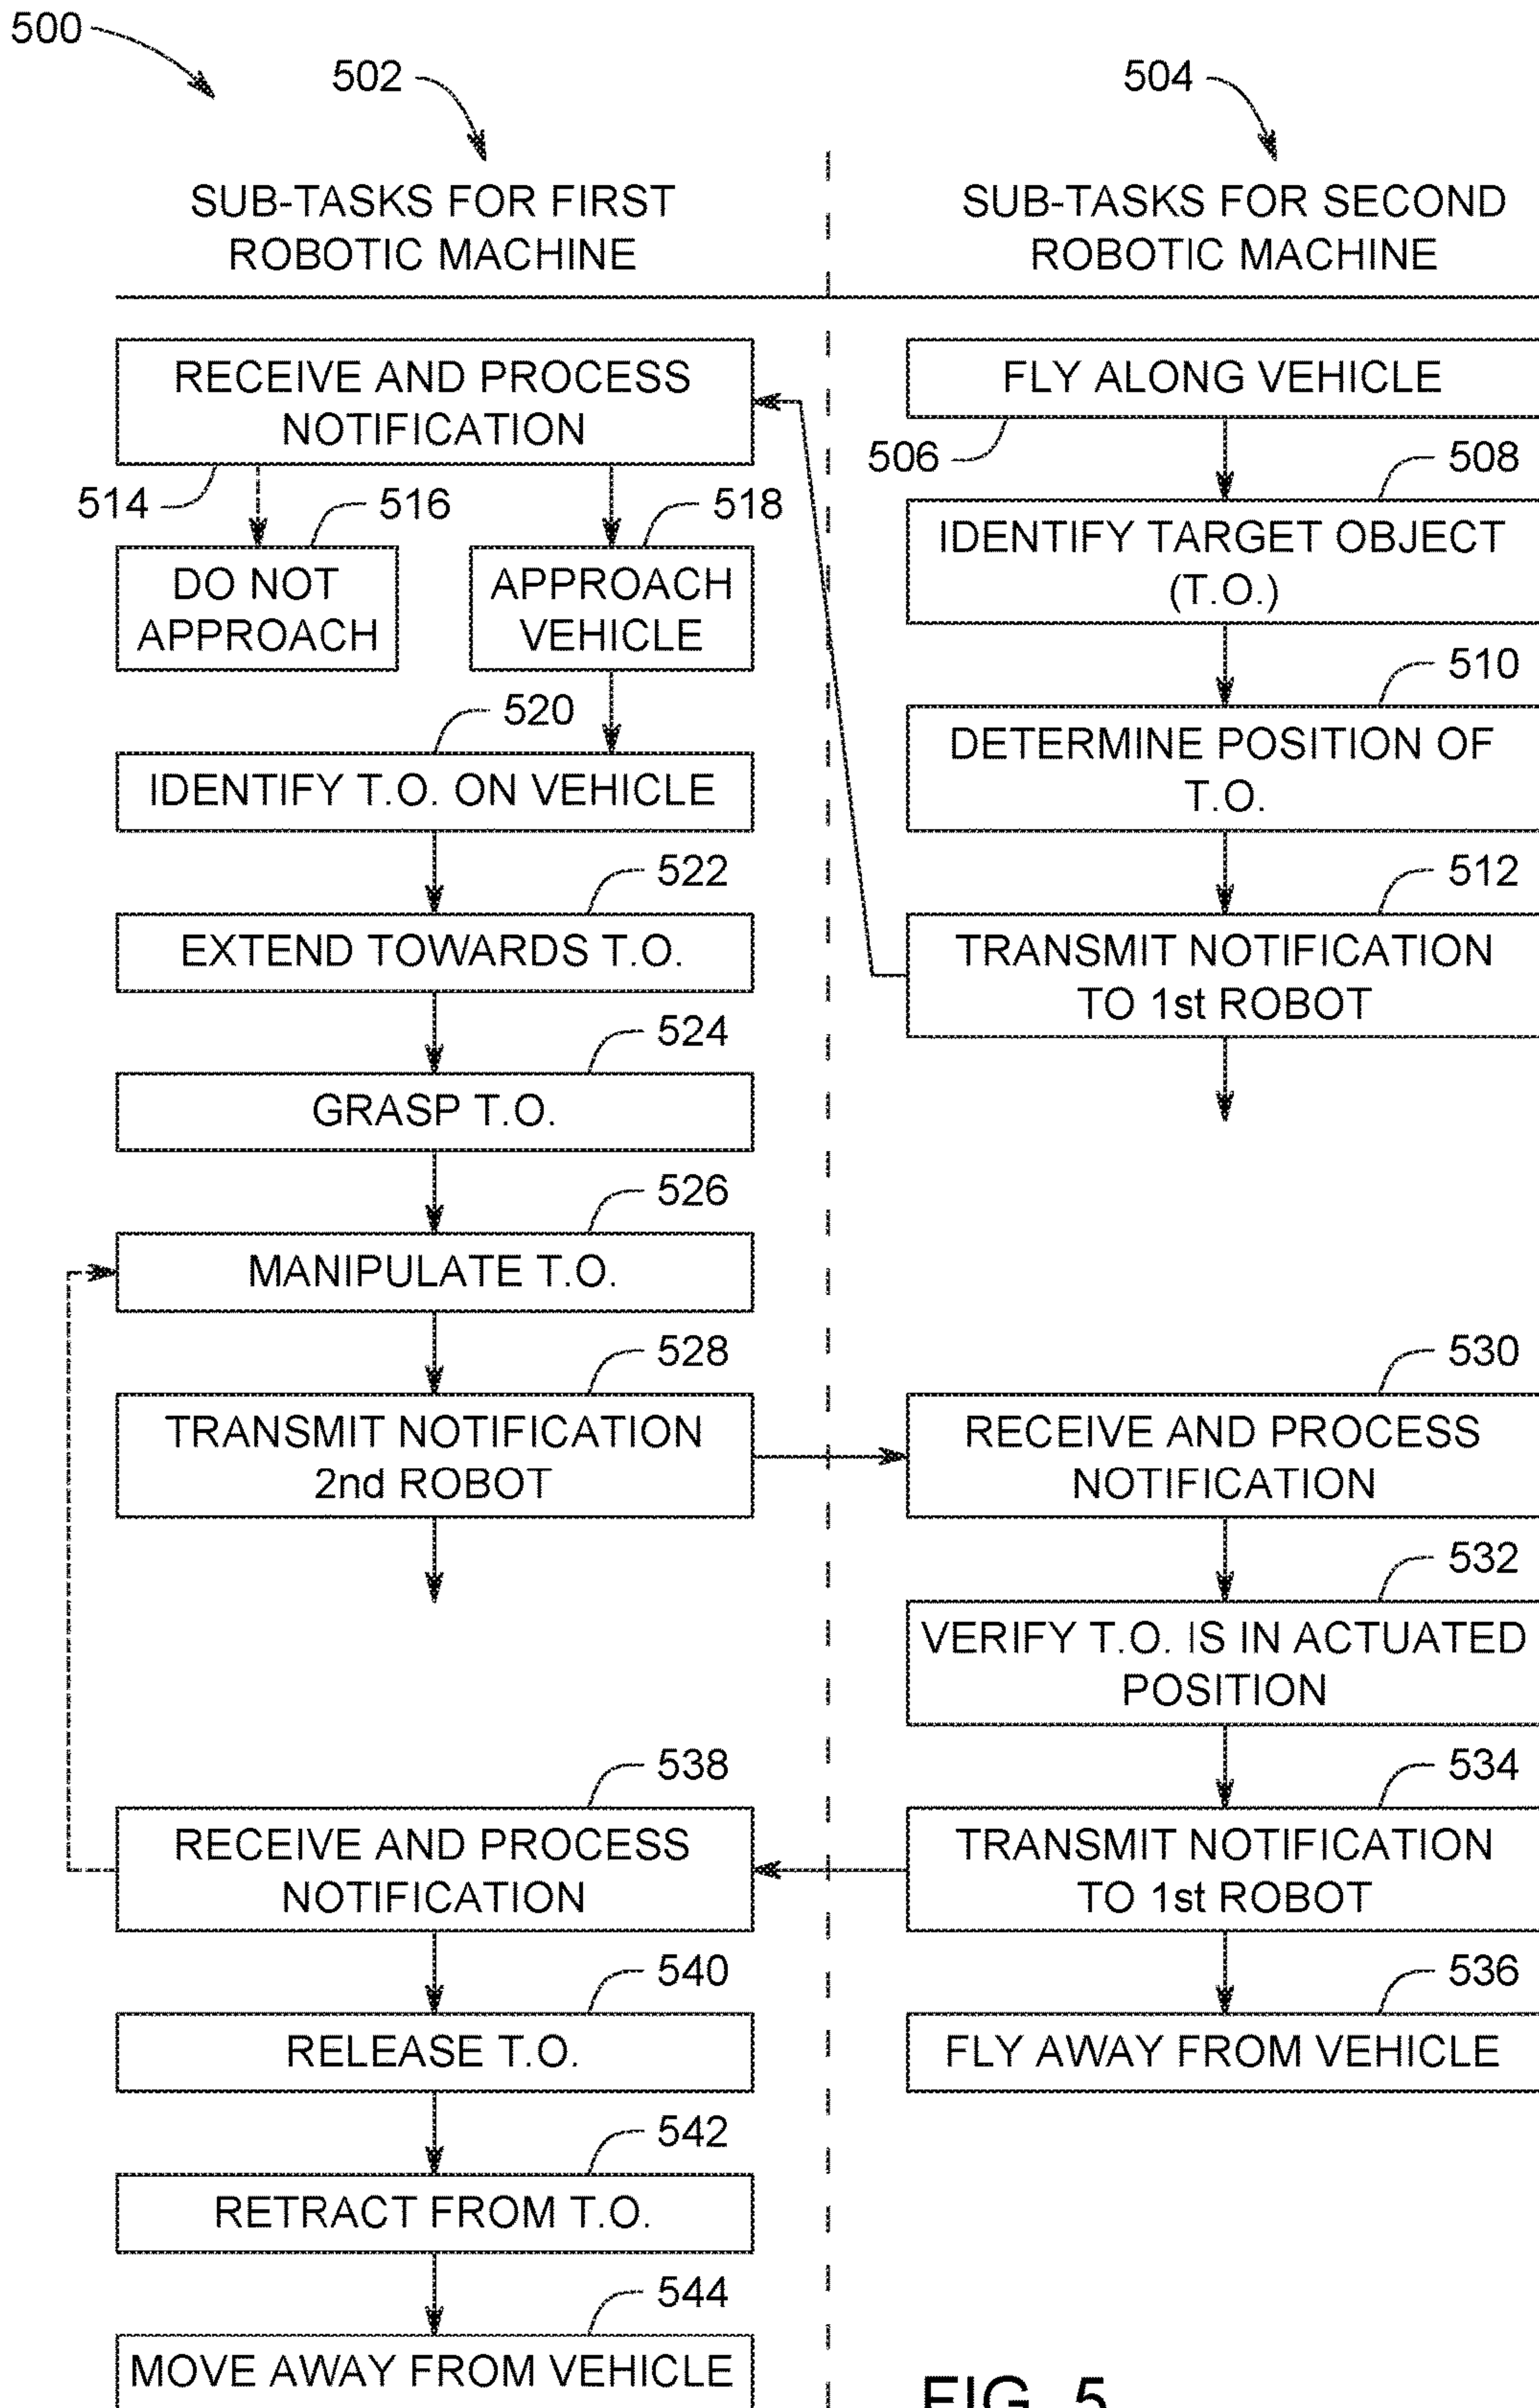 500
502
504
SUB-TASKS FOR FIRST
ROBOTIC MACHINE
SUB-TASKS FOR SECOND
ROBOTIC MACHINE
RECEIVE AND PROCESS
NOTIFICATION
514
516
518
DO NOT
APPROACH
APPROACH
VEHICLE
520
IDENTIFY T.O. ON VEHICLE
522
EXTEND TOWARDS T.O.
524
GRASP T.O.
526
MANIPULATE T.O.
528
TRANSMIT NOTIFICATION
2nd ROBOT
538
RECEIVE AND PROCESS
NOTIFICATION
540
RELEASE T.O.
542
RETRACT FROM T.O.
544
MOVE AWAY FROM VEHICLE
FLY ALONG VEHICLE
506
508
IDENTIFY TARGET OBJECT
(T.O.)
510
DETERMINE POSITION OF
T.O.
512
TRANSMIT NOTIFICATION
TO 1st ROBOT
530
RECEIVE AND PROCESS
NOTIFICATION
532
VERIFY T.O. IS IN ACTUATED
POSITION
534
TRANSMIT NOTIFICATION
TO 1st ROBOT
536
FLY AWAY FROM VEHICLE
FIG. 5